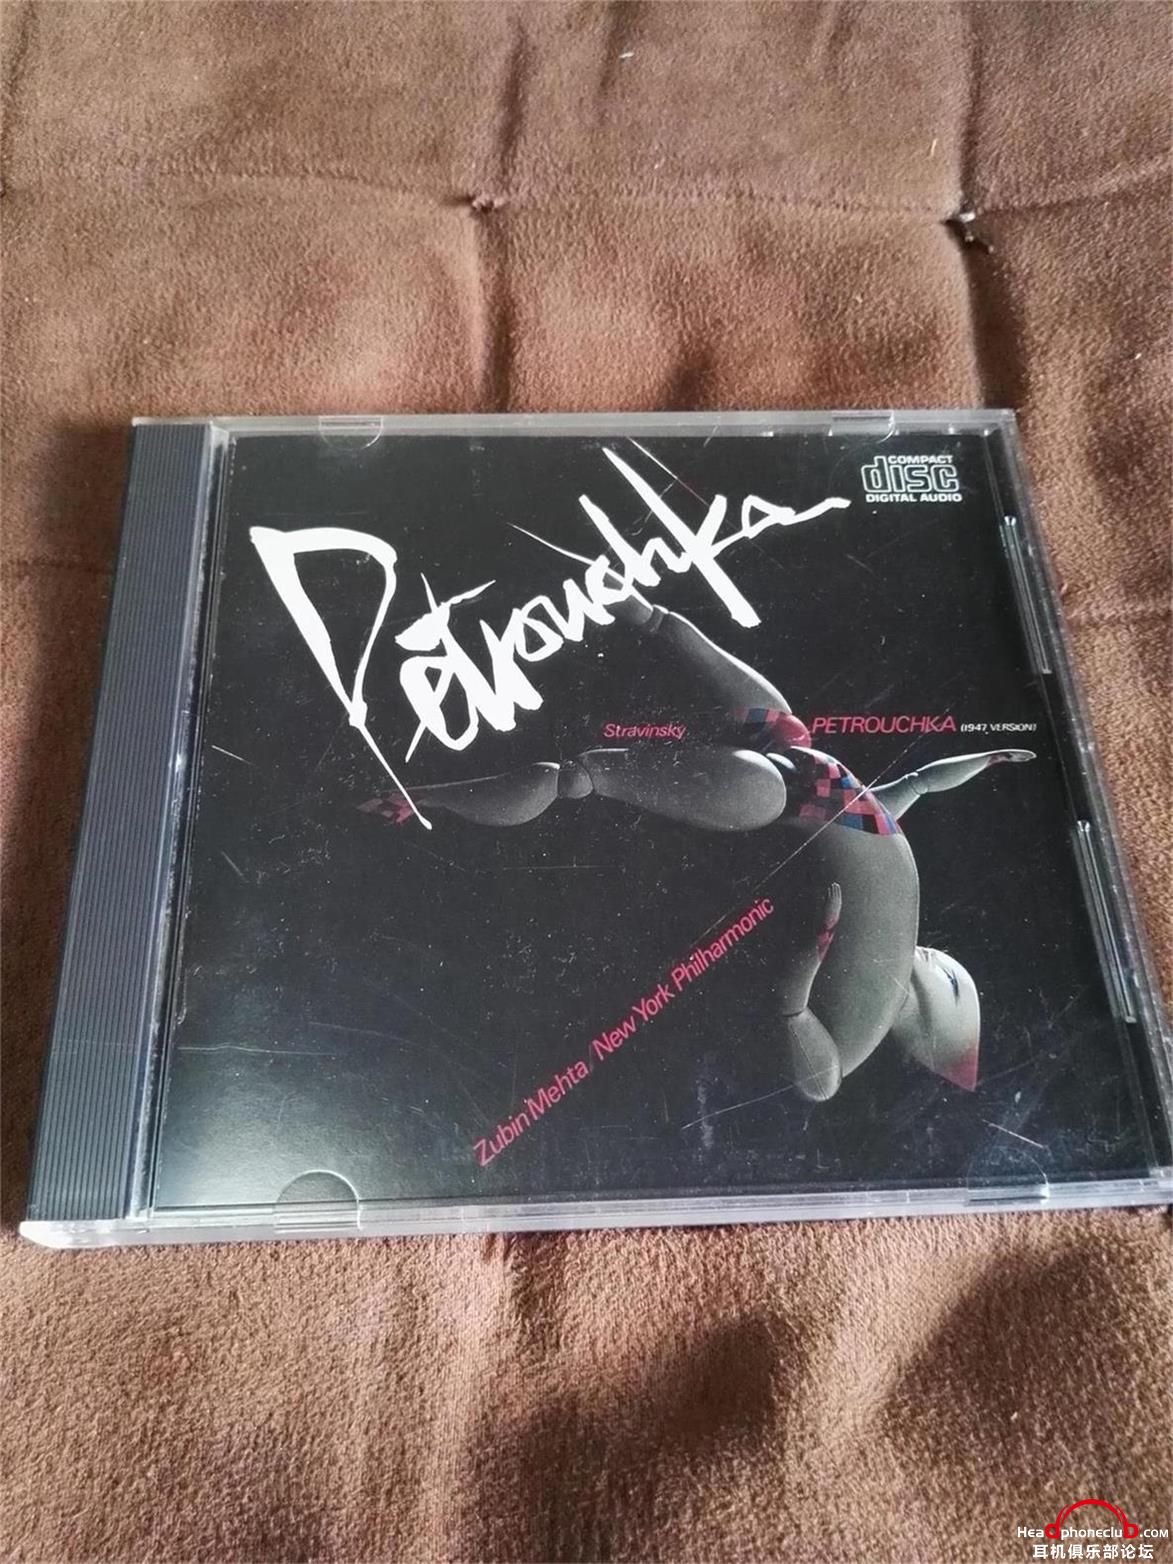 COMPACT
disc
DIGITAL AUDIO
Petrouchka
Stravinsky
PETROUCHKA (1947 VERSION)
Zubin Mehta/New York Philharmonic
Headphoneclub.com
耳机俱乐部论坛